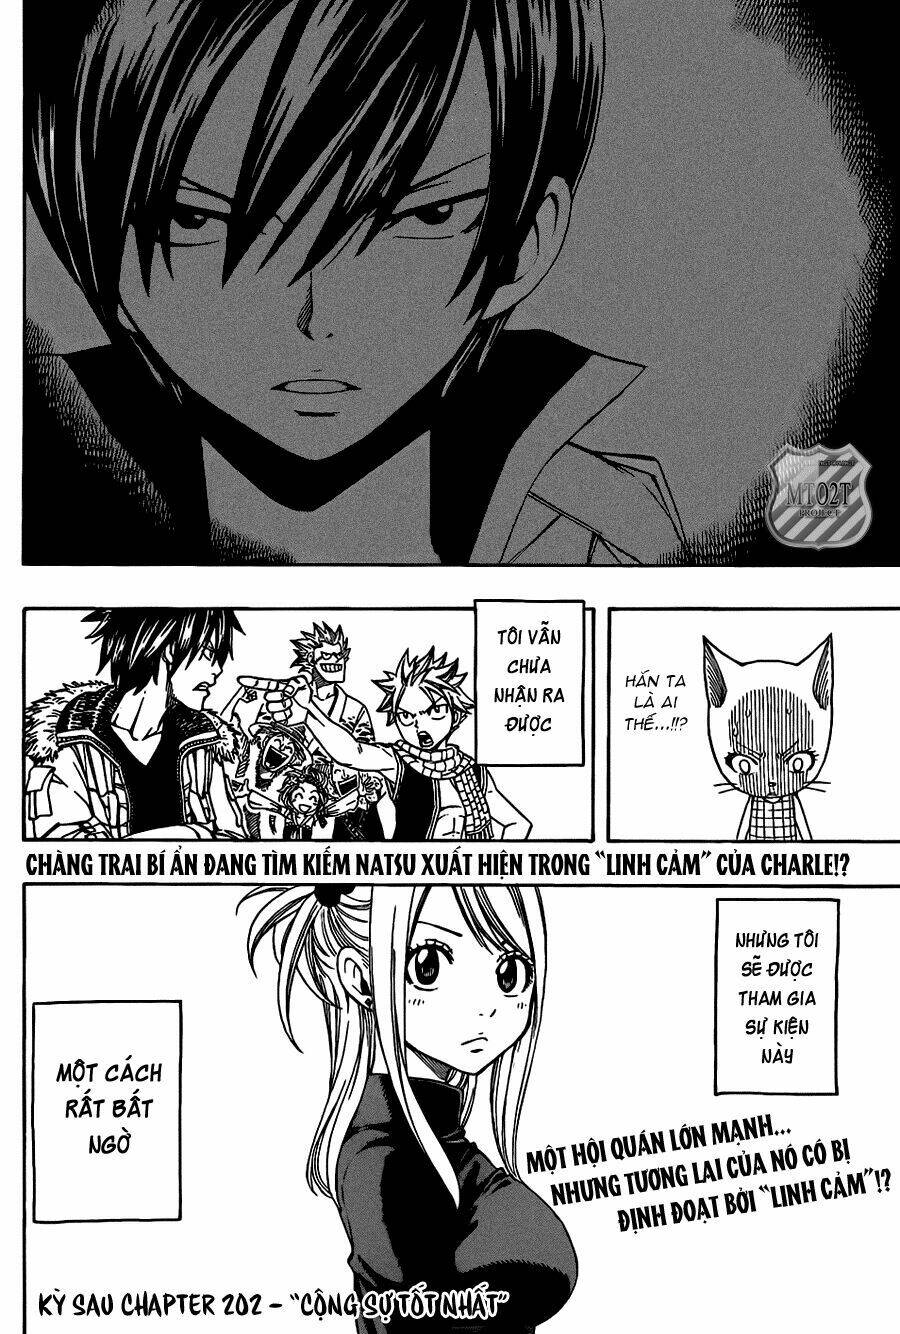 MT02T
PROJECT
HẮN TA
LÀ AI
THẾ...!!?
TÔI VẪN
CHƯA
NHẬN RA
ĐƯỢC
CHÀNG TRAI BÍ ẨN ĐANG TÌM KIẾM NATSU XUẤT HIỆN TRONG "LINH CẢM" CỦA CHARLE!?
NHƯNG TÔI
SẼ ĐƯỢC
THAM GIA
SỰ KIỆN
NÀY
MỘT CÁCH
RẤT BẤT
NGỜ
MỘT HỘI QUÁN LỚN MẠNH...
NHƯNG TƯƠNG LAI CỦA NÓ CÓ BỊ
ĐỊNH ĐOẠT BỞI "LINH CẢM"!?
KỲ SAU CHAPTER 202 - "CỘNG SỰ TỐT NHẤT"